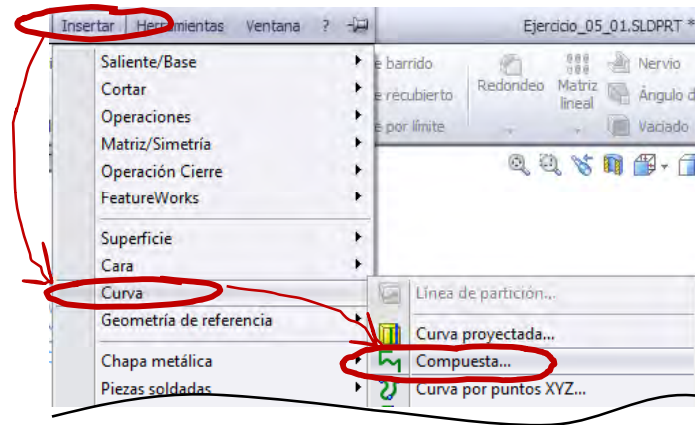 Insertar Herramientas Ventana ? Ejercicio_05_01.SLDPRT *
Saliente/Base
Cortar
Operaciones
Matriz/Simetría
Operación Cierre
FeatureWorks
Superficie
Cara
Curva
Geometría de referencia
Chapa metálica
Piezas soldadas
e barrido
e recubierto
e por límite
Redondeo
Matriz
lineal
Nervio
Ángulo d
Vaciado
Línea de partición...
Curva proyectada...
Compuesta...
Curva por puntos XYZ...